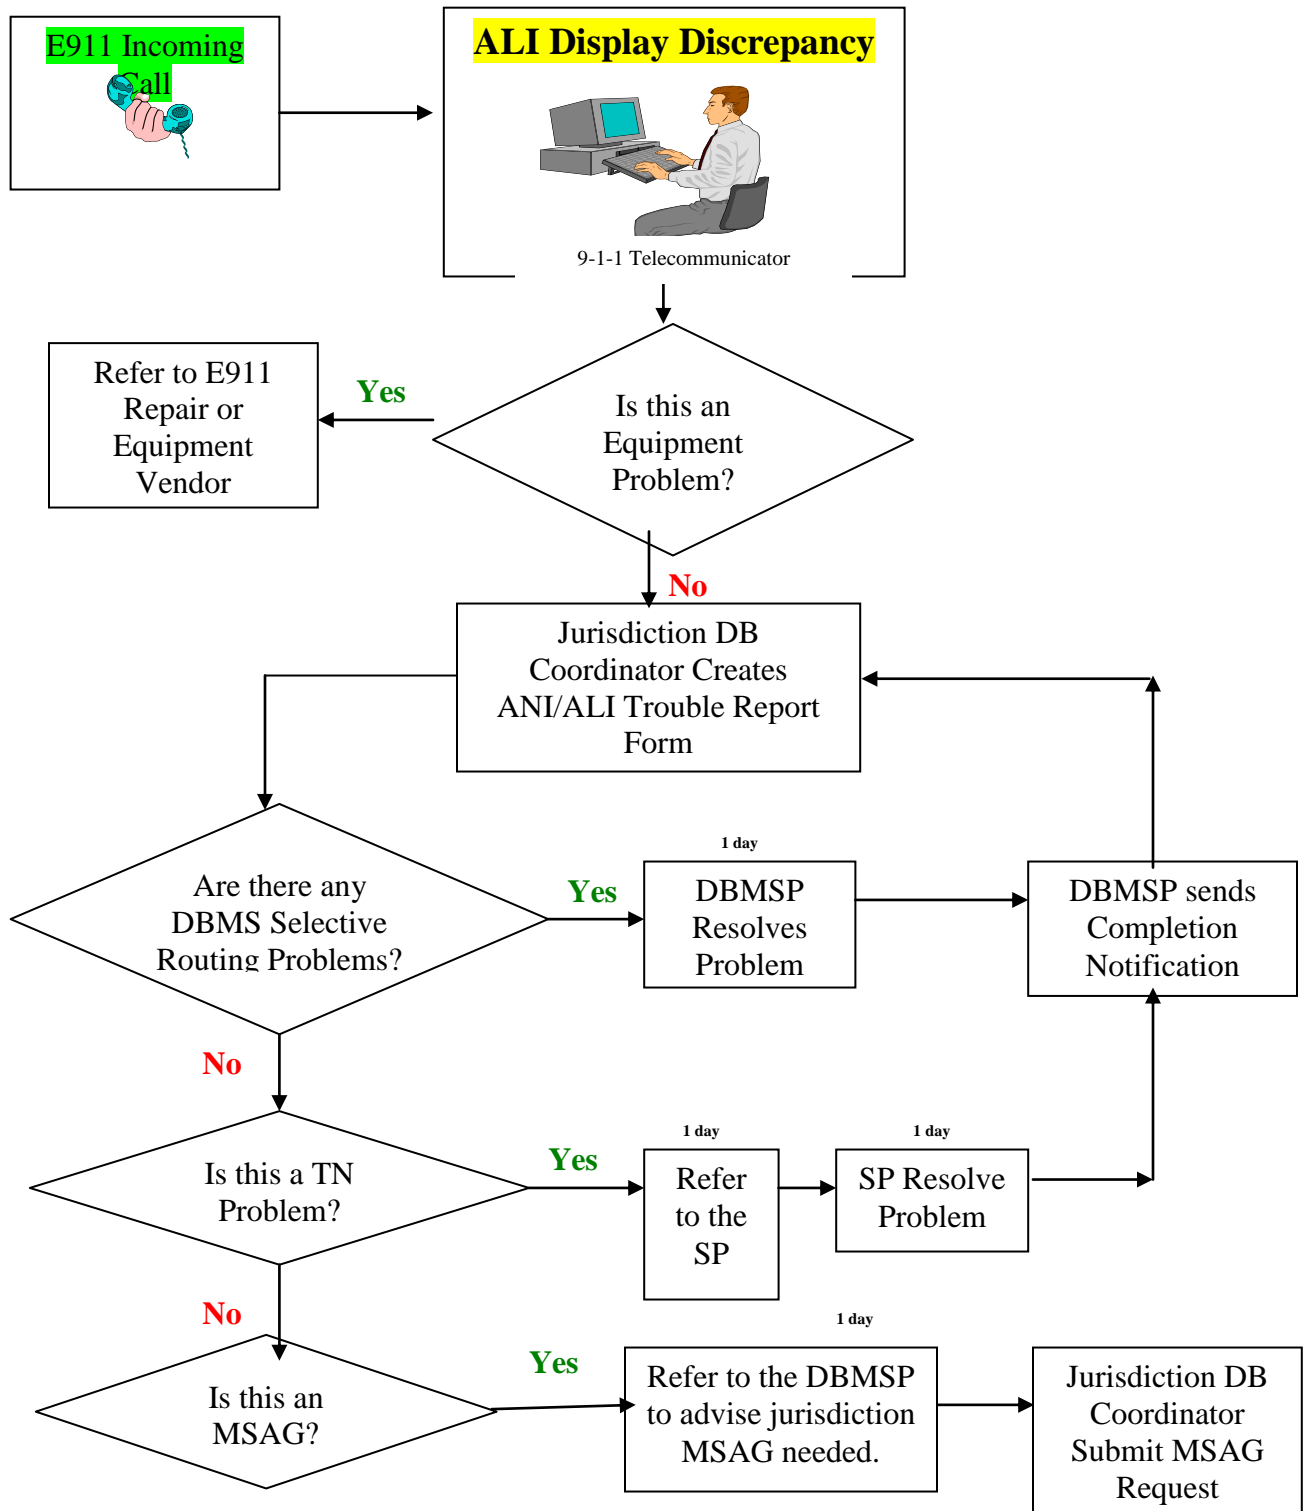 E911 Incoming
Call
ALI Display Discrepancy
9-1-1 Telecommunicator
Refer to E911
Repair or
Equipment
Vendor
Yes
Is this an
Equipment
Problem?
No
Jurisdiction DB
Coordinator Creates
ANI/ALI Trouble Report
Form
Are there any
DBMS Selective
Routing Problems?
Yes
1 day
DBMSP
Resolves
Problem
DBMSP sends
Completion
Notification
No
Is this a TN
Problem?
Yes
1 day
Refer
to the
SP
1 day
SP Resolve
Problem
No
Is this an
MSAG?
Yes
1 day
Refer to the DBMSP
to advise jurisdiction
MSAG needed.
Jurisdiction DB
Coordinator
Submit MSAG
Request